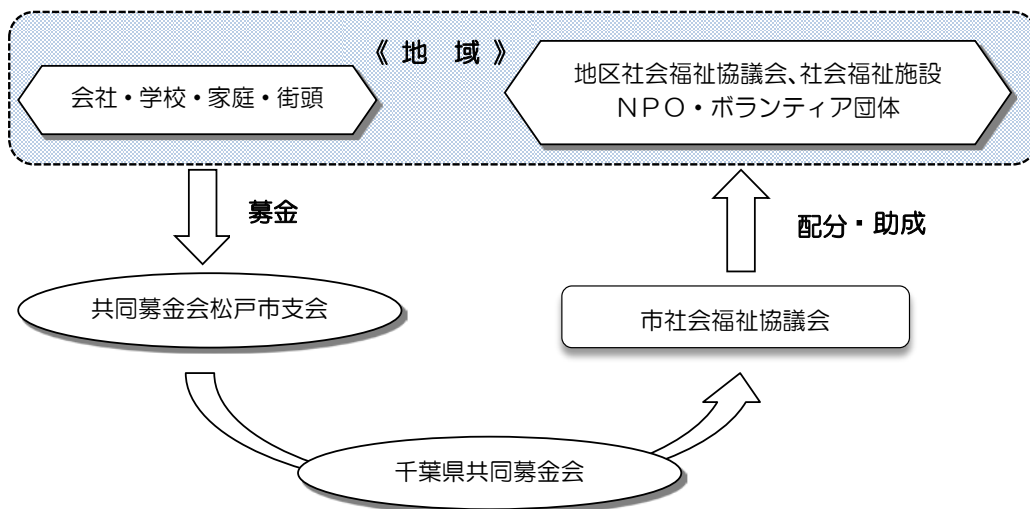 《 地　域 》
会社・学校・家庭・街頭
地区社会福祉協議会、社会福祉施設
ＮＰＯ・ボランティア団体
募金
配分・助成
共同募金会松戸市支会
市社会福祉協議会
千葉県共同募金会